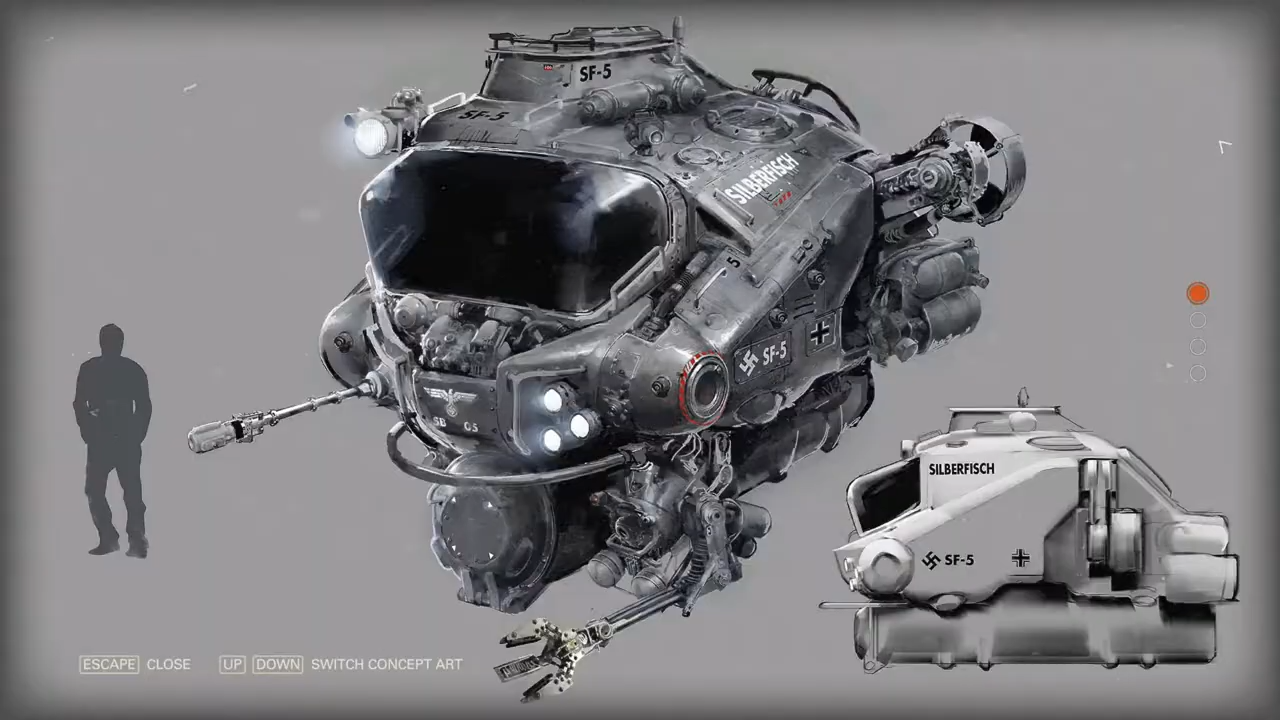 SF-5
SF-5
SILBERFISCH
5
SF-5
SB 05
SILBERFISCH
SF-5
ESCAPE CLOSE UP DOWN SWITCH CONCEPT ART